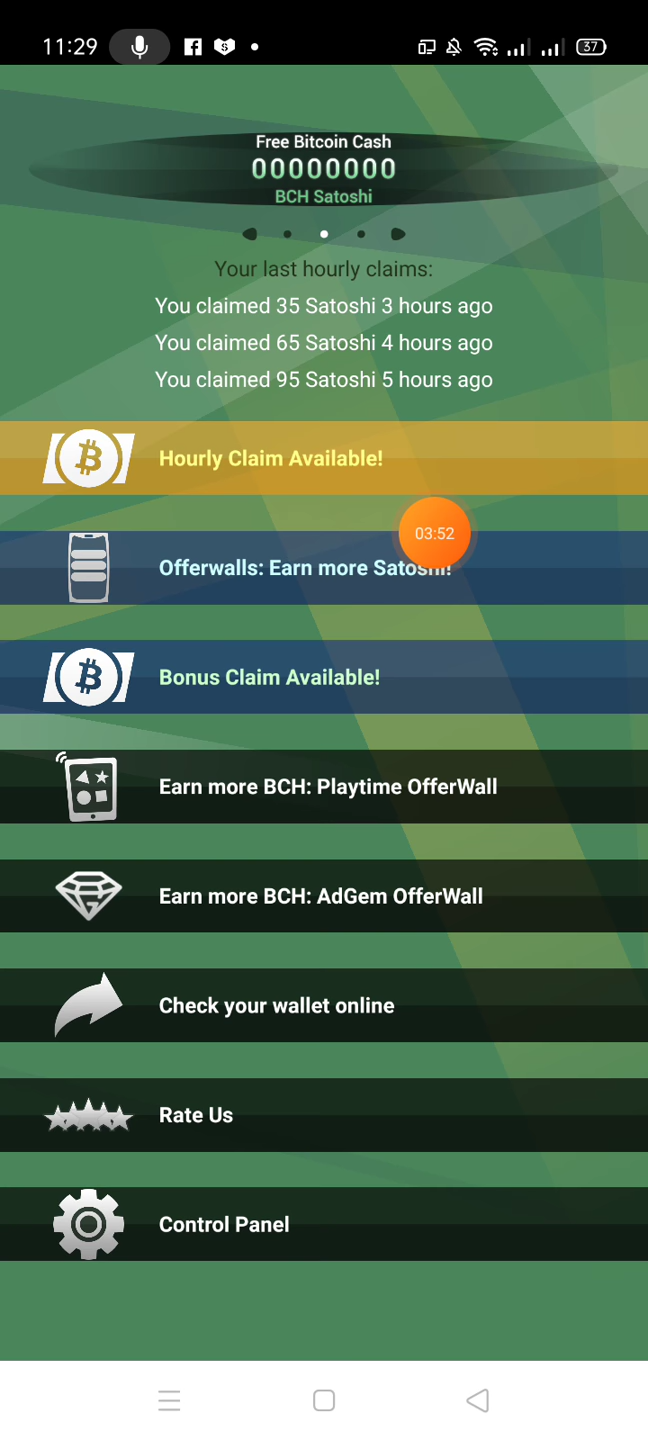 11:29
37
Free Bitcoin Cash
00000000
BCH Satoshi
Your last hourly claims:
You claimed 35 Satoshi 3 hours ago
You claimed 65 Satoshi 4 hours ago
You claimed 95 Satoshi 5 hours ago
Hourly Claim Available!
03:52
Offerwalls: Earn more Satoshi!
Bonus Claim Available!
Earn more BCH: Playtime OfferWall
Earn more BCH: AdGem OfferWall
Check your wallet online
Rate Us
Control Panel